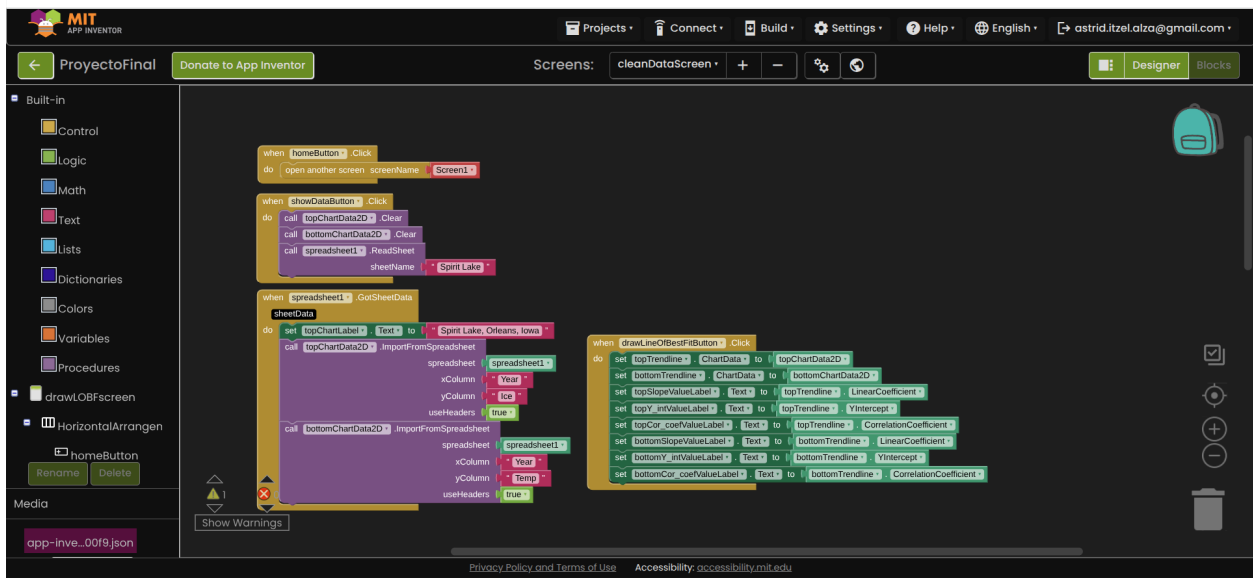 MIT
APP INVENTOR
Projects
Connect
Build
Settings
Help
English
astrid.itzel.alza@gmail.com
ProyectoFinal
Donate to App Inventor
Screens:
cleanDataScreen
+
−
Designer
Blocks
Built-in
Control
Logic
Math
Text
Lists
Dictionaries
Colors
Variables
Procedures
drawLOBFscreen
HorizontalArrangen
homeButton
Rename
Delete
Media
app-inve...00f9.json
when homeButton .Click
do open another screen screenName Screen1
when showDataButton .Click
do call topChartData2D .Clear
call bottomChartData2D .Clear
call spreadsheet1 .ReadSheet
sheetName " Spirit Lake "
when spreadsheet1 .GotSheetData
sheetData
do set topChartLabel . Text to " Spirit Lake, Orleans, Iowa "
call topChartData2D .ImportFromSpreadsheet
spreadsheet spreadsheet1
xColumn " Year "
yColumn " Ice "
useHeaders true
call bottomChartData2D .ImportFromSpreadsheet
spreadsheet spreadsheet1
xColumn " Year "
yColumn " Temp "
useHeaders true
when drawLineOfBestFitButton .Click
do set topTrendline . ChartData to topChartData2D
set bottomTrendline . ChartData to bottomChartData2D
set topSlopeValueLabel . Text to topTrendline . LinearCoefficient
set topY_intValueLabel . Text to topTrendline . YIntercept
set topCor_coefValueLabel . Text to topTrendline . CorrelationCoefficient
set bottomSlopeValueLabel . Text to bottomTrendline . LinearCoefficient
set bottomY_intValueLabel . Text to bottomTrendline . YIntercept
set bottomCor_coefValueLabel . Text to bottomTrendline . CorrelationCoefficient
1
Show Warnings
Privacy Policy and Terms of Use Accessibility: accessibility.mit.edu